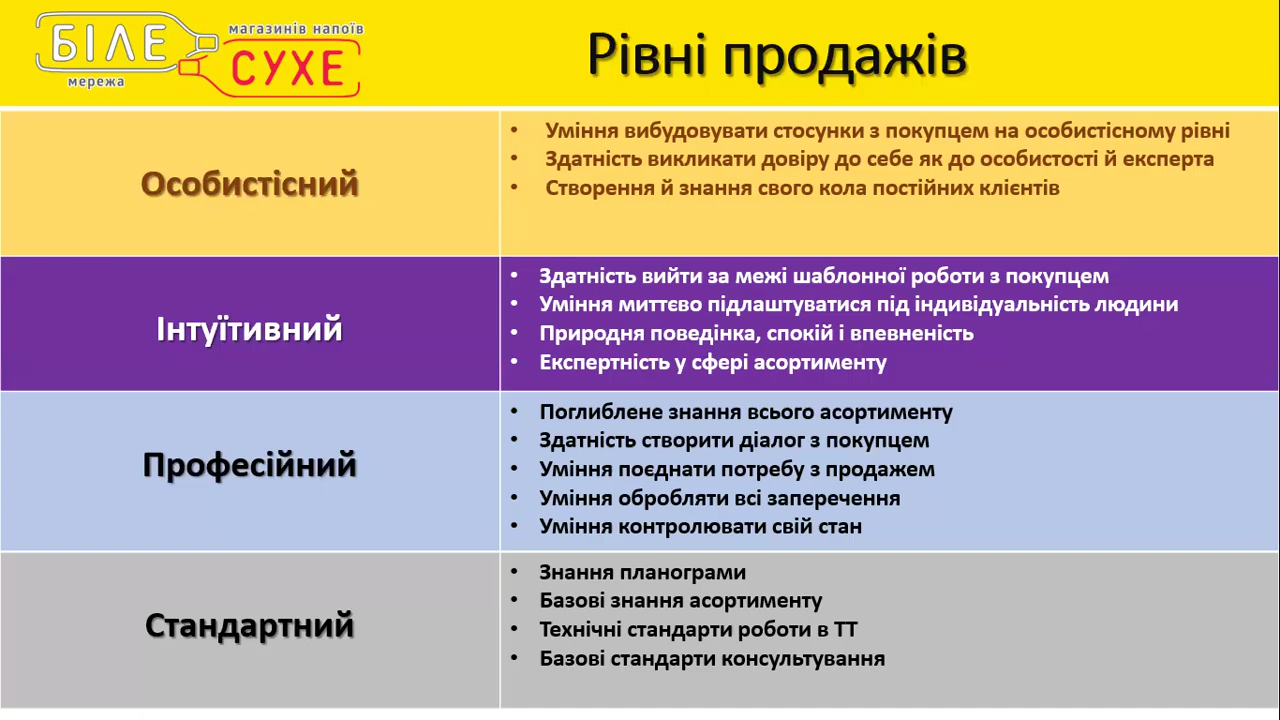 БІЛЕ
мережа
магазинів напоїв
СУХЕ
Рівні продажів
Особистісний
• Уміння вибудовувати стосунки з покупцем на особистісному рівні
• Здатність викликати довіру до себе як до особистості й експерта
• Створення й знання свого кола постійних клієнтів
Інтуїтивний
• Здатність вийти за межі шаблонної роботи з покупцем
• Уміння миттєво підлаштуватися під індивідуальність людини
• Природня поведінка, спокій і впевненість
• Експертність у сфері асортименту
Професійний
• Поглиблене знання всього асортименту
• Здатність створити діалог з покупцем
• Уміння поєднати потребу з продажем
• Уміння обробляти всі заперечення
• Уміння контролювати свій стан
Стандартний
• Знання планограми
• Базові знання асортименту
• Технічні стандарти роботи в ТТ
• Базові стандарти консультування